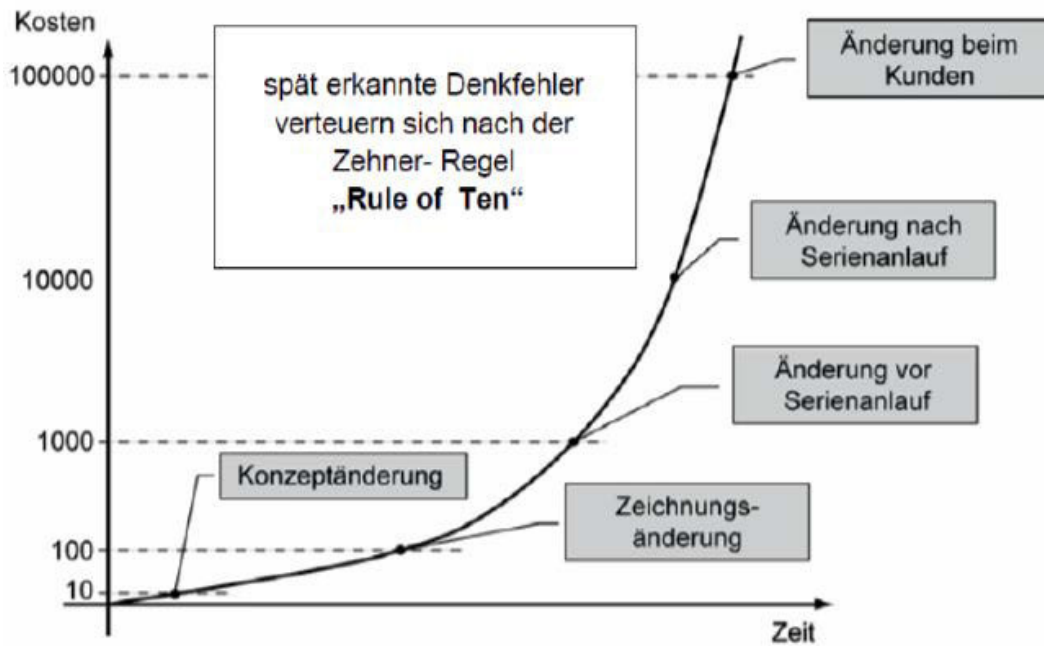 Kosten
100000
10000
1000
100
10
spät erkannte Denkfehler
verteuern sich nach der
Zehner- Regel
„Rule of Ten“
Änderung beim
Kunden
Änderung nach
Serienanlauf
Änderung vor
Serienanlauf
Konzeptänderung
Zeichnungs-
änderung
Zeit